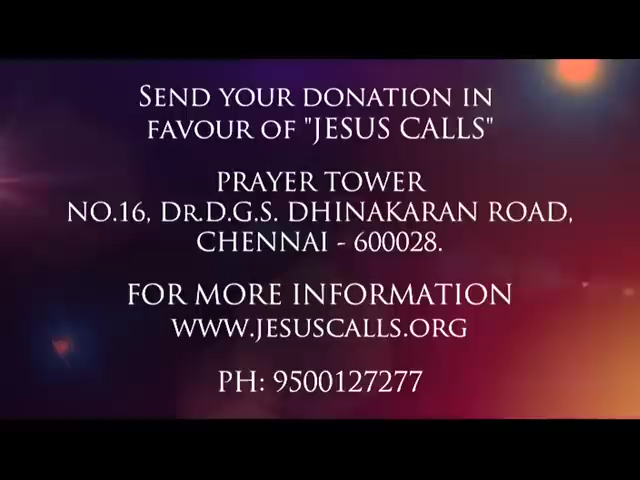 SEND YOUR DONATION IN
FAVOUR OF "JESUS CALLS"
PRAYER TOWER
NO.16, DR.D.G.S. DHINAKARAN ROAD,
CHENNAI - 600028.
FOR MORE INFORMATION
WWW.JESUSCALLS.ORG
PH: 9500127277